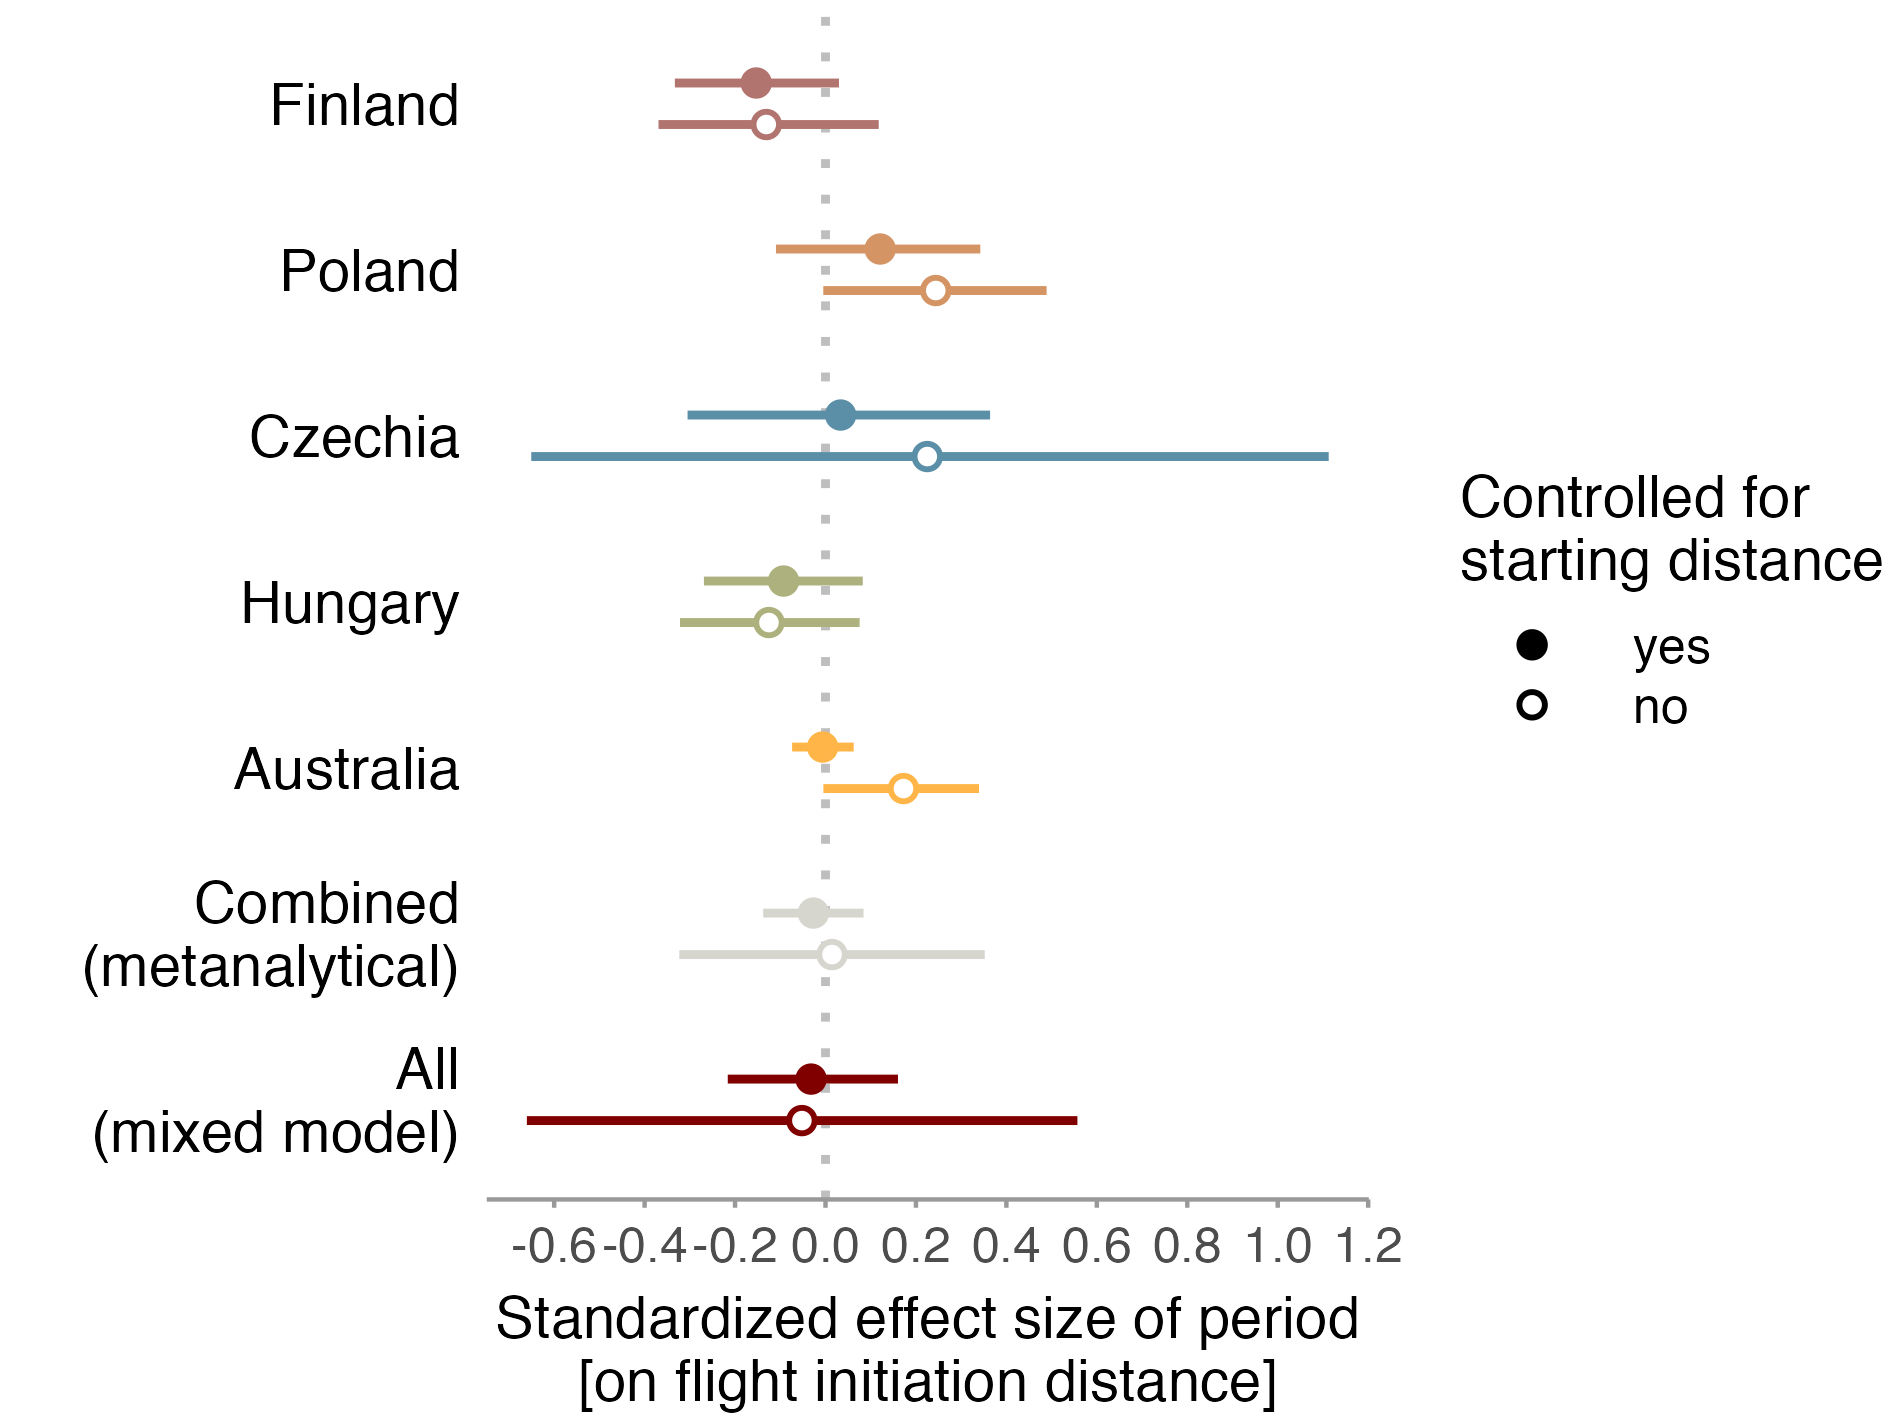 Finland
Poland
Czechia
Hungary
Australia
Combined
(metanalytical)
All
(mixed model)
Controlled for
starting distance
yes
no
-0.6 -0.4 -0.2 0.0 0.2 0.4 0.6 0.8 1.0 1.2
Standardized effect size of period
[on flight initiation distance]